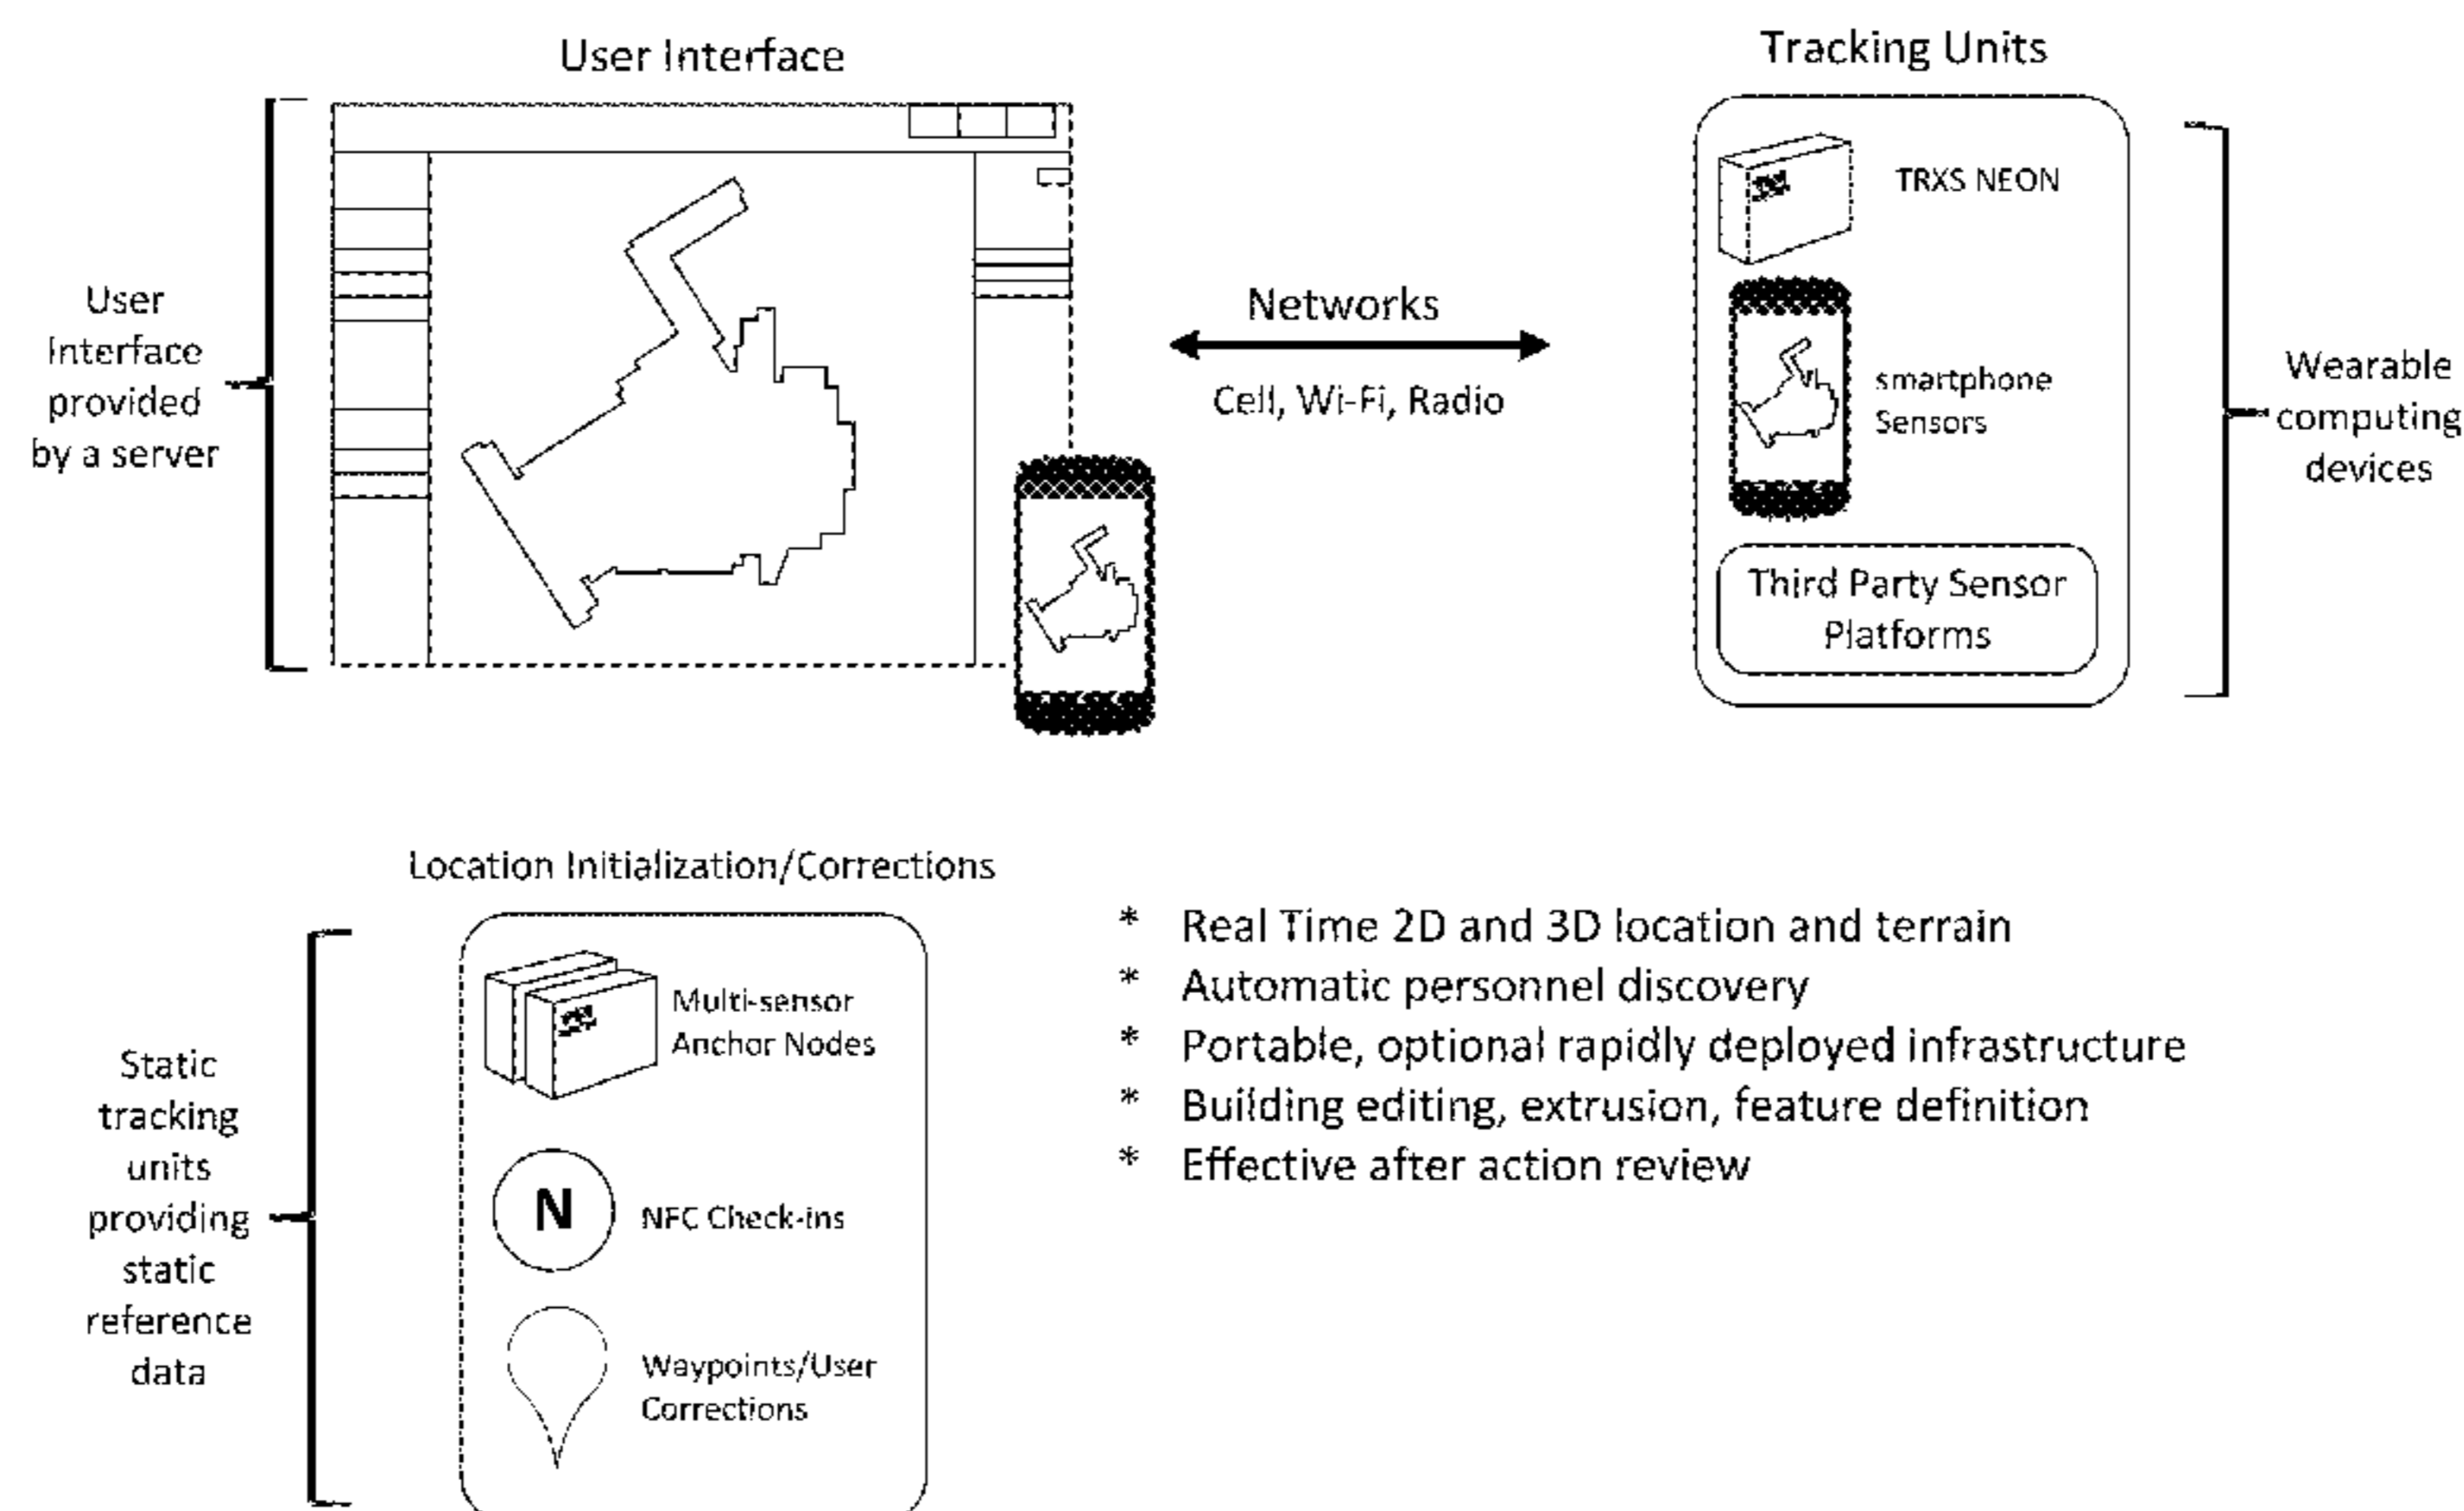 User Interface
User
Interface
provided
by a server
Networks
Cell, Wi-Fi, Radio
Tracking Units
TRXS NEON
smartphone
Sensors
Third Party Sensor
Platforms
Wearable
computing
devices
Location Initialization/Corrections
Static
tracking
units
providing
static
reference
data
Multi-sensor
Anchor Nodes
N
NFC Check-ins
Waypoints/User
Corrections
* Real Time 2D and 3D location and terrain
* Automatic personnel discovery
* Portable, optional rapidly deployed infrastructure
* Building editing, extrusion, feature definition
* Effective after action review